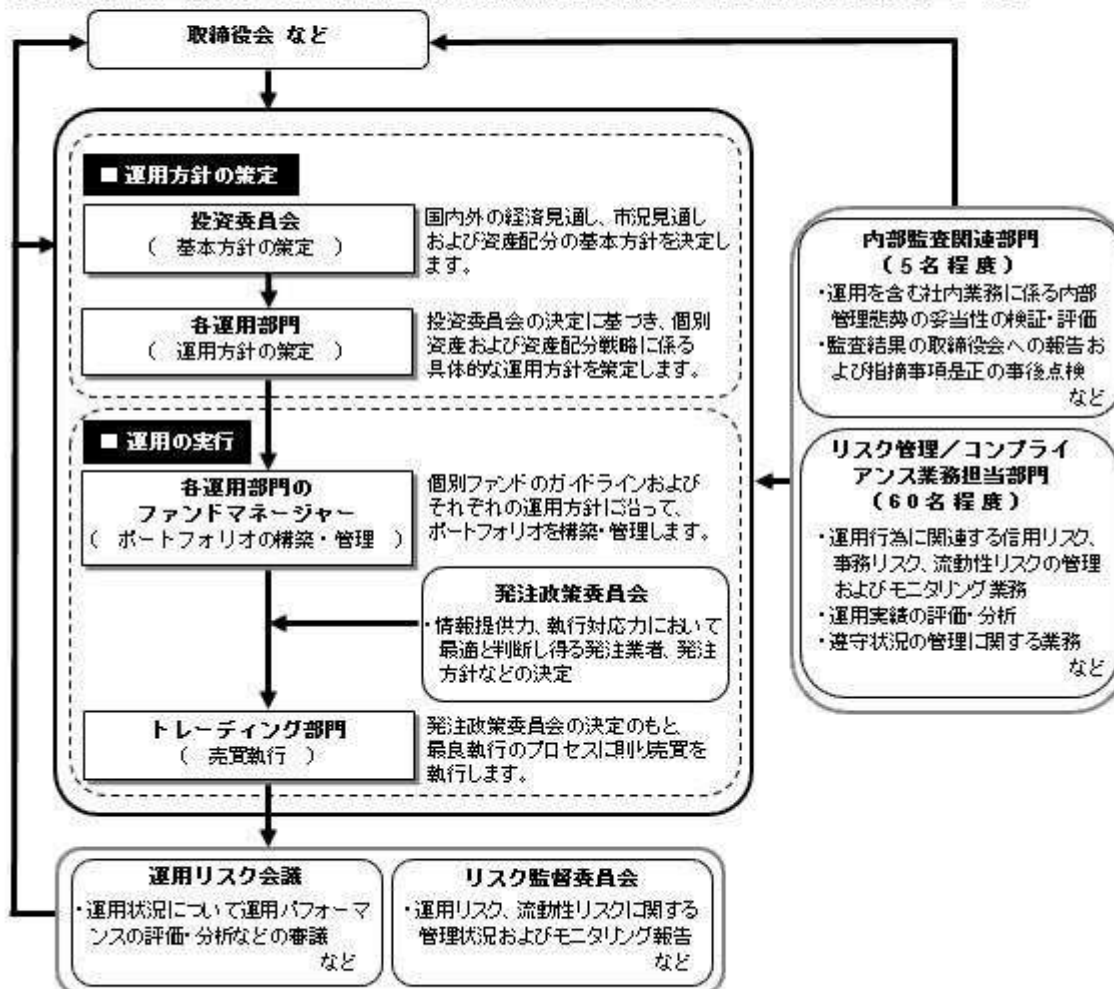 取締役会 など
■ 運用方針の策定
投資委員会
( 基本方針の策定 )
国内外の経済見通し、市況見通し
および資産配分の基本方針を決定し
ます。
各運用部門
( 運用方針の策定 )
投資委員会の決定に基づき、個別
資産および資産配分戦略に係る
具体的な運用方針を策定します。
■ 運用の実行
各運用部門の
ファンドマネージャー
( ポートフォリオの構築・管理 )
個別ファンドのガイドラインおよび
それぞれの運用方針に沿って、
ポートフォリオを構築・管理します。
発注政策委員会
・情報提供力、執行対応力において
最適と判断し得る発注業者、発注
方針などの決定
トレーディング部門
( 売買執行 )
発注政策委員会の決定のもと、
最良執行のプロセスに則り売買を
執行します。
内部監査関連部門
(5名程度)
・運用を含む社内業務に係る内部
管理態勢の妥当性の検証・評価
・監査結果の取締役会への報告お
よび指摘事項是正の事後点検
など
リスク管理/コンプライ
アンス業務担当部門
(60名程度)
・運用行為に関連する信用リスク、
事務リスク、流動性リスクの管理
およびモニタリング業務
・運用実績の評価・分析
・遵守状況の管理に関する業務
など
運用リスク会議
・運用状況について運用パフォーマ
ンスの評価・分析などの審議
など
リスク監督委員会
・運用リスク、流動性リスクに関する
管理状況およびモニタリング報告
など